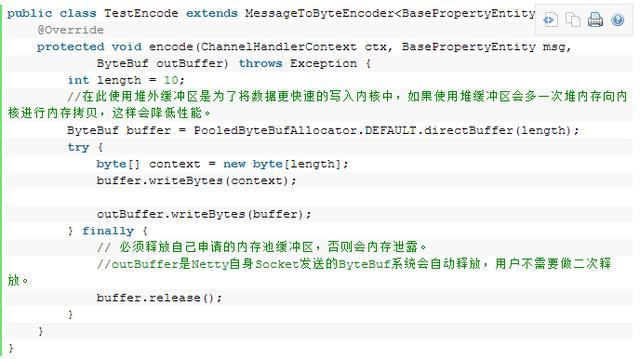 public class TestEncode extends MessageToByteEncoder<BasePropertyEntity
@Override
protected void encode(ChannelHandlerContext ctx, BasePropertyEntity msg,
ByteBuf outBuffer) throws Exception {
int length = 10;
//在此使用堆外缓冲区是为了将数据更快速的写入内核中，如果使用堆缓冲区会多一次堆内存向内
核进行内存拷贝，这样会降低性能。
ByteBuf buffer = PooledByteBufAllocator.DEFAULT.directBuffer(length);
try {
byte[] context = new byte[length];
buffer.writeBytes(context);
outBuffer.writeBytes(buffer);
} finally {
// 必须释放自己申请的内存池缓冲区，否则会内存泄露。
//outBuffer是Netty自身Socket发送的ByteBuf系统会自动释放，用户不需要做二次释
放。
buffer.release();
}
}
}